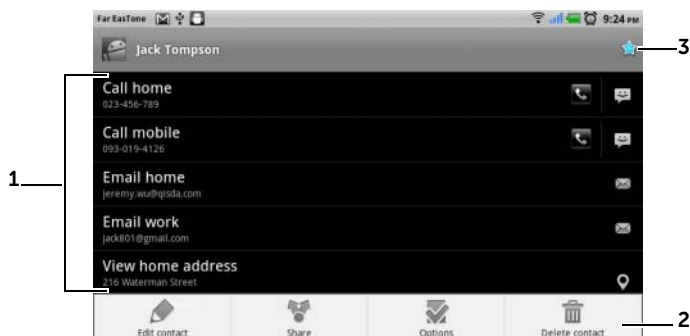 FarEasTone 9:24 PM
Jack Tompson
3
Call home
023-456-789
Call mobile
093-019-4126
1
Email home
jeremy.wu@qisda.com
Email work
jack801@gmail.com
View home address
216 Waterman Street
2
Edit contact Share Options Delete contact